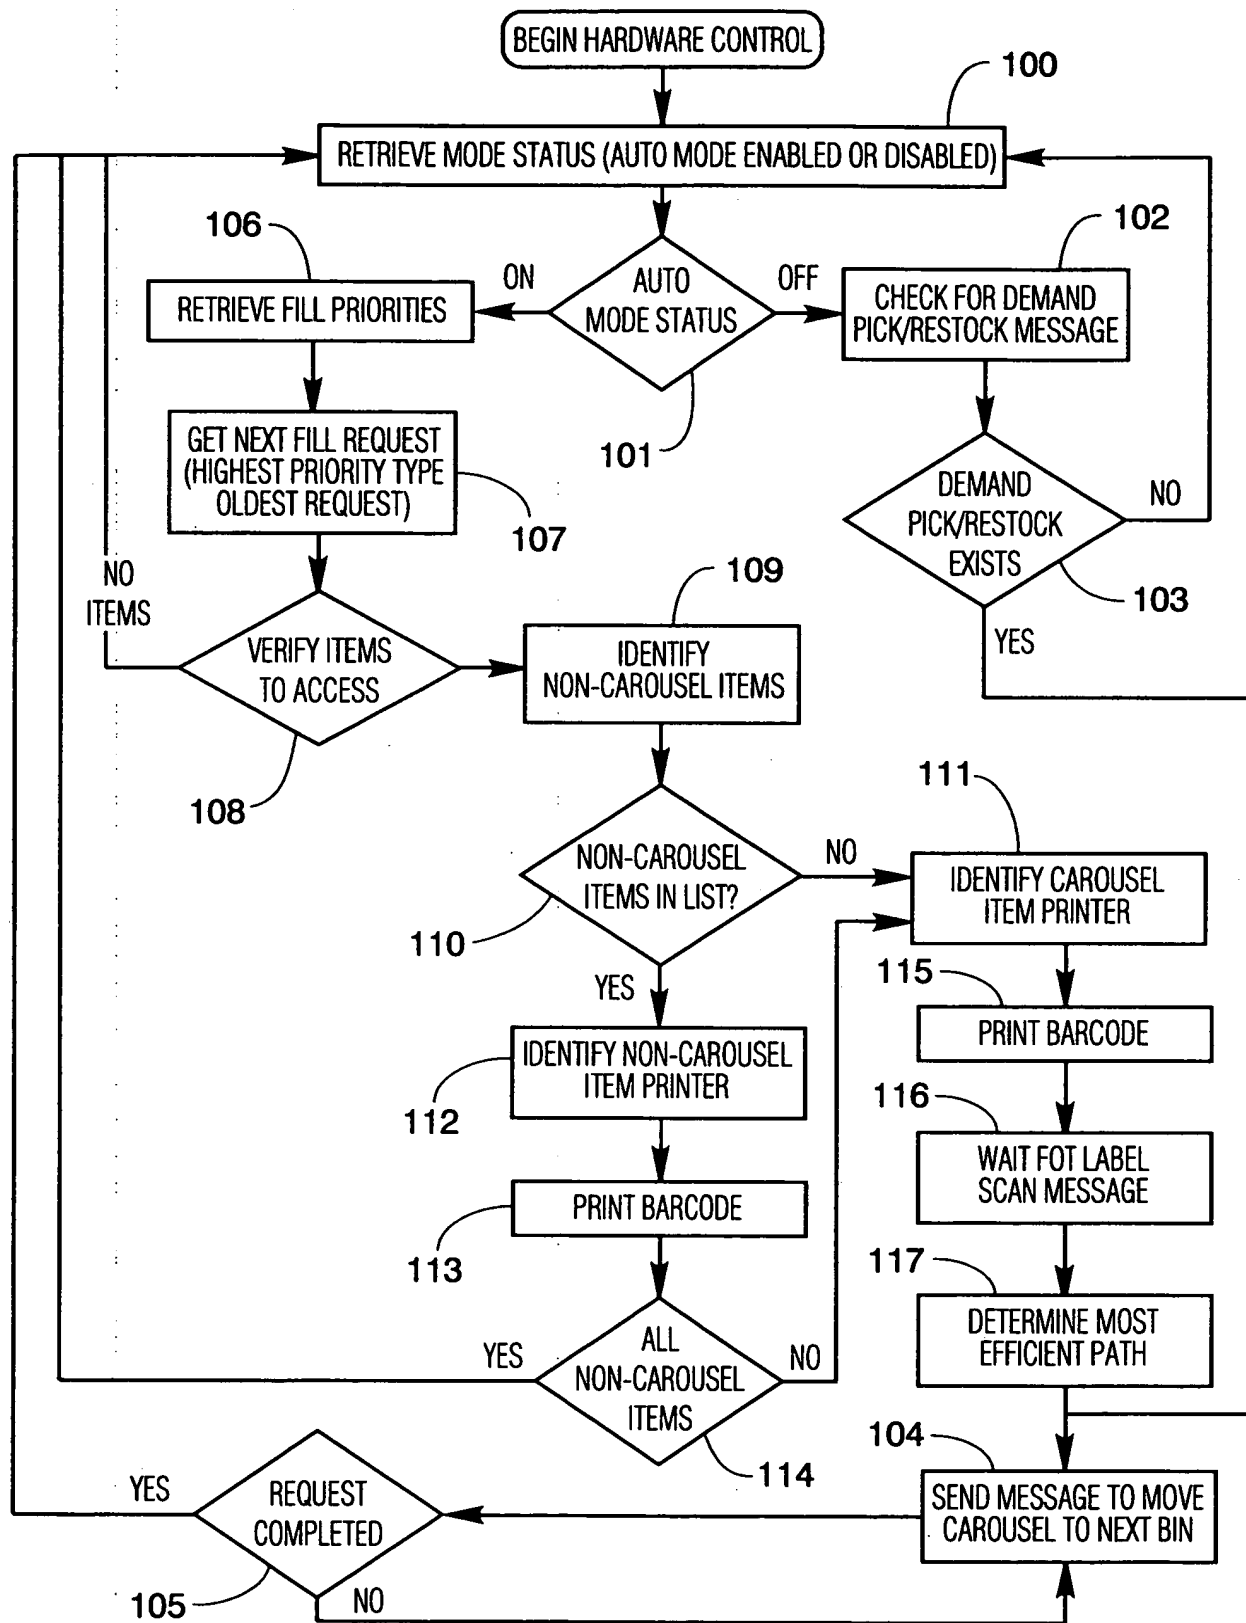 BEGIN HARDWARE CONTROL
100
RETRIEVE MODE STATUS (AUTO MODE ENABLED OR DISABLED)
106
102
ON
AUTO
MODE STATUS
OFF
RETRIEVE FILL PRIORITIES
CHECK FOR DEMAND
PICK/RESTOCK MESSAGE
101
GET NEXT FILL REQUEST
(HIGHEST PRIORITY TYPE
OLDEST REQUEST)
107
DEMAND
PICK/RESTOCK
EXISTS
NO
103
YES
NO
ITEMS
109
VERIFY ITEMS
TO ACCESS
IDENTIFY
NON-CAROUSEL ITEMS
108
111
NON-CAROUSEL
ITEMS IN LIST?
NO
110
IDENTIFY CAROUSEL
ITEM PRINTER
YES
115
PRINT BARCODE
IDENTIFY NON-CAROUSEL
ITEM PRINTER
112
116
WAIT FOT LABEL
SCAN MESSAGE
PRINT BARCODE
113
117
DETERMINE MOST
EFFICIENT PATH
YES
ALL
NON-CAROUSEL
ITEMS
NO
114
104
SEND MESSAGE TO MOVE
CAROUSEL TO NEXT BIN
YES
REQUEST
COMPLETED
105
NO